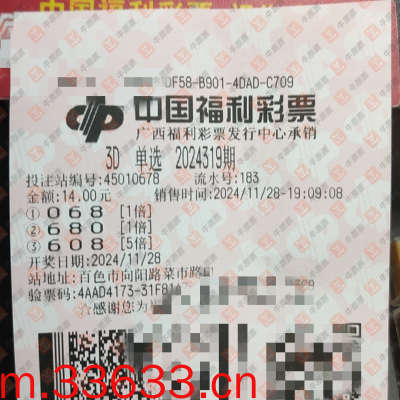 中国福利彩票
DF58-B901-4DAD-C709
中国福利彩票
广西福利彩票发行中心承销
3D 单选 2024319期
投注站编号:45010678 流水号:183
金额:14.00元 销售时间:2024/11/28-19:09:08
① 068 [1倍]
② 680 [1倍]
③ 608 [5倍]
开奖日期:2024/11/28
站地址:百色市向阳路菜市路
验票码:4AAD4173-31F81
感谢您为
m.33633.cn